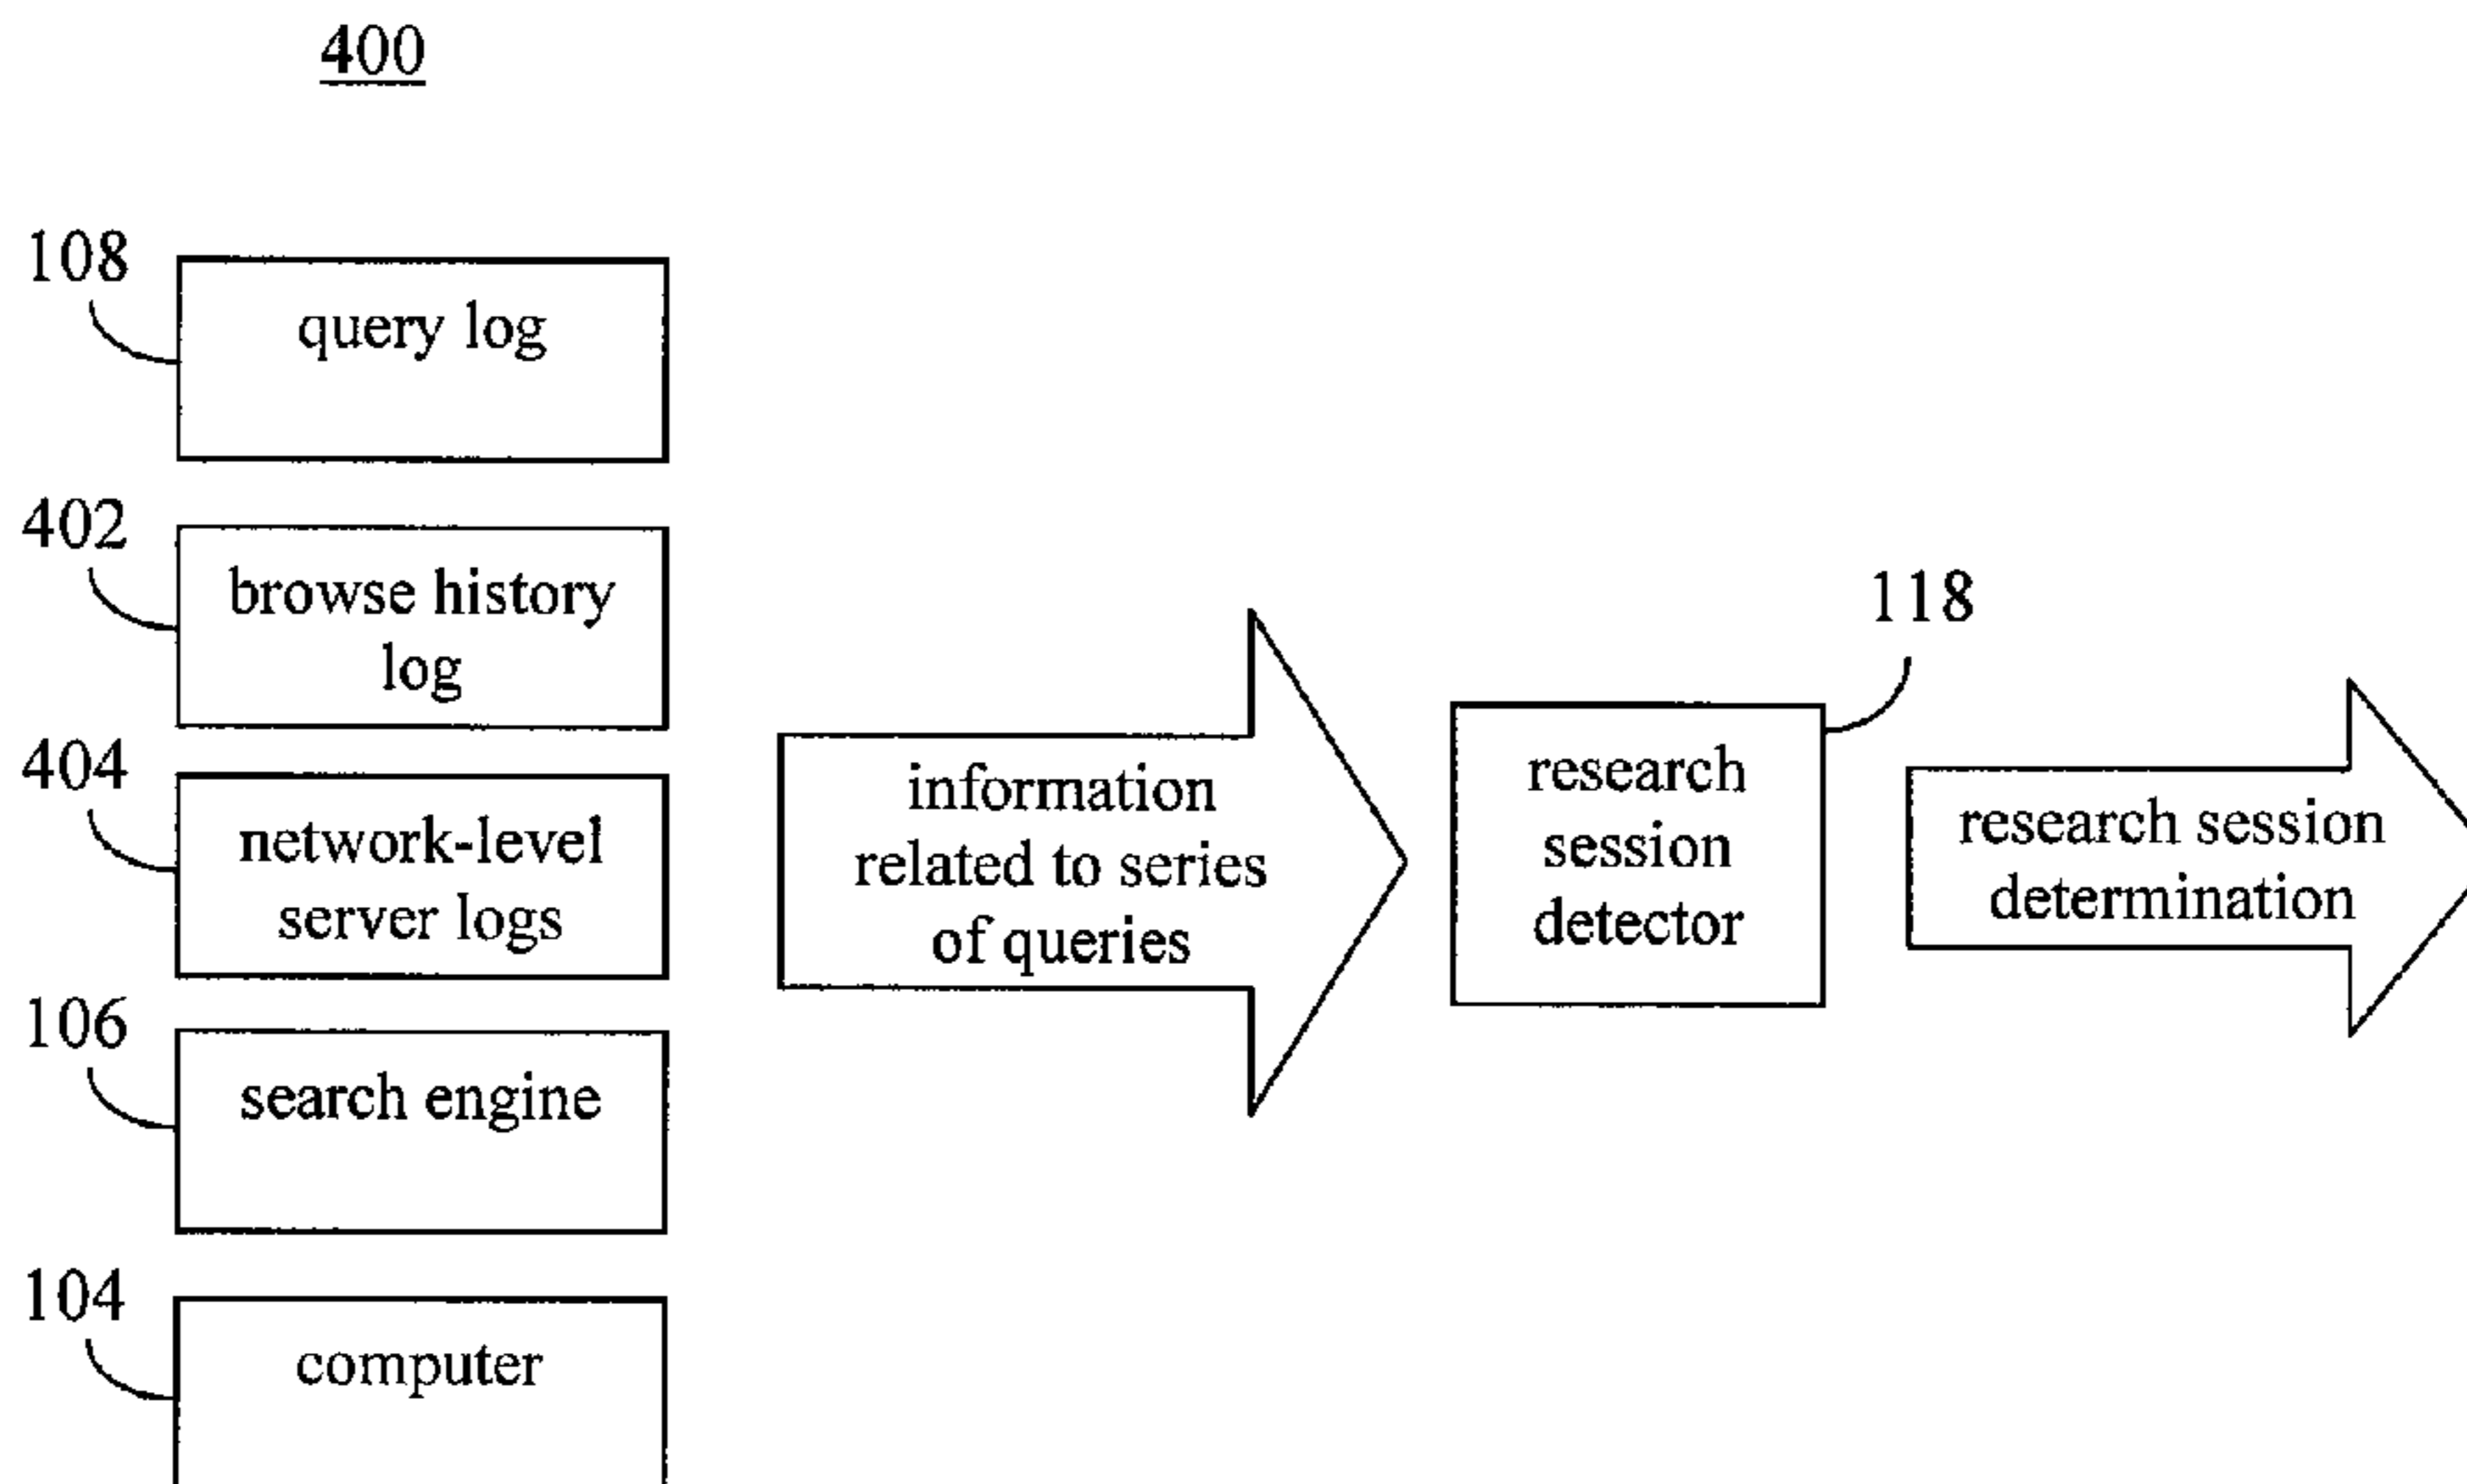 400
108
query log
402
browse history
log
404
network-level
server logs
106
search engine
104
computer
information
related to series
of queries
118
research
session
detector
research session
determination